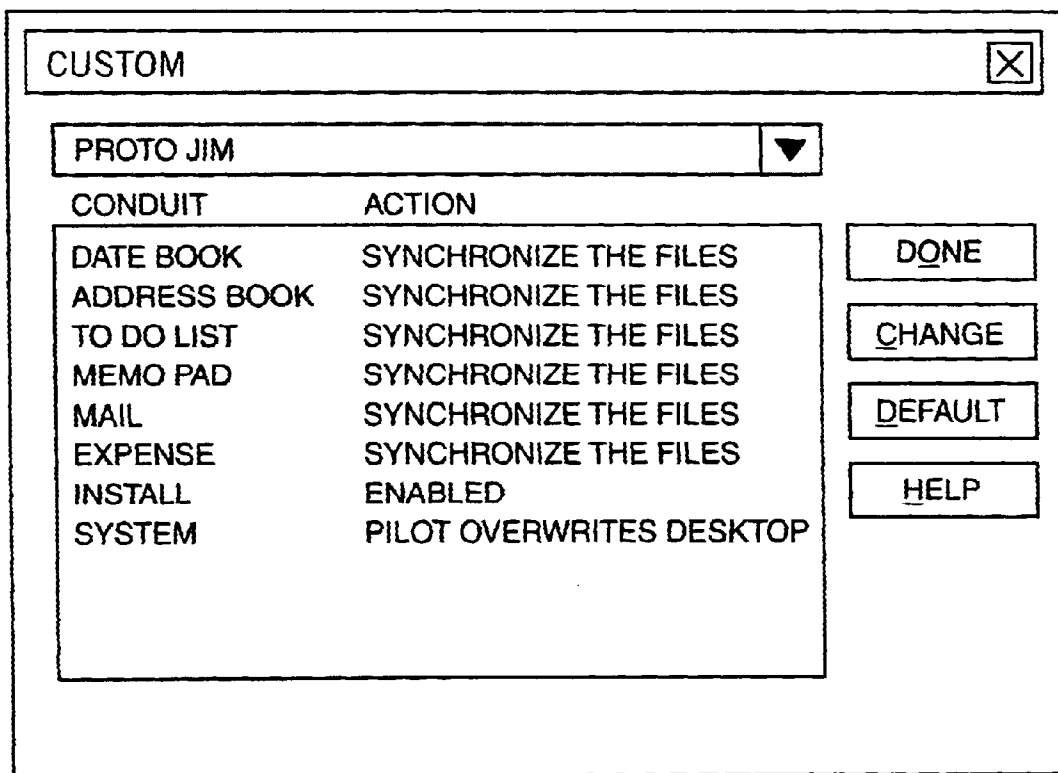 CUSTOM
PROTO JIM
CONDUIT ACTION
DATE BOOK SYNCHRONIZE THE FILES
ADDRESS BOOK SYNCHRONIZE THE FILES
TO DO LIST SYNCHRONIZE THE FILES
MEMO PAD SYNCHRONIZE THE FILES
MAIL SYNCHRONIZE THE FILES
EXPENSE SYNCHRONIZE THE FILES
INSTALL ENABLED
SYSTEM PILOT OVERWRITES DESKTOP
DONE
CHANGE
DEFAULT
HELP